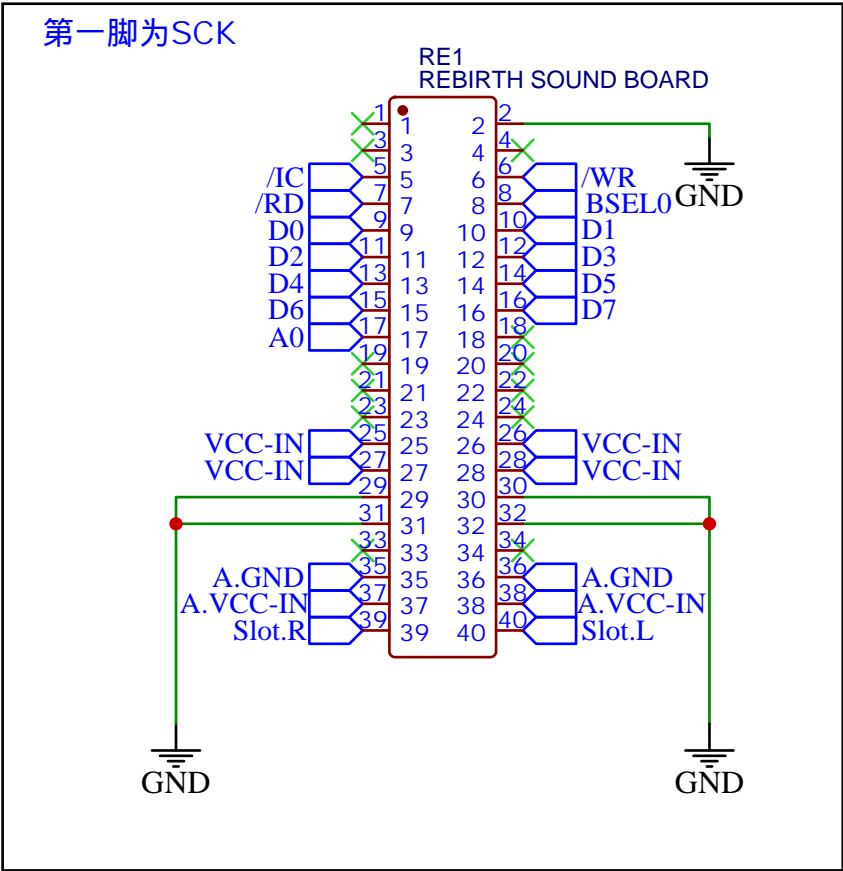 第一脚为SCK
RE1
REBIRTH SOUND BOARD
1 1 2 2
3 3 4 4
/IC 5 5 6 6 /WR
/RD 7 7 8 8 BSEL0
GND
D0 9 9 10 10 D1
D2 11 11 12 12 D3
D4 13 13 14 14 D5
D6 15 15 16 16 D7
A0 17 17 18 18
19 19 20 20
21 21 22 22
23 23 24 24
VCC-IN 25 25 26 26 VCC-IN
VCC-IN 27 27 28 28 VCC-IN
29 29 30 30
31 31 32 32
33 33 34 34
A.GND 35 35 36 36 A.GND
A.VCC-IN 37 37 38 38 A.VCC-IN
Slot.R 39 39 40 40 Slot.L
GND GND